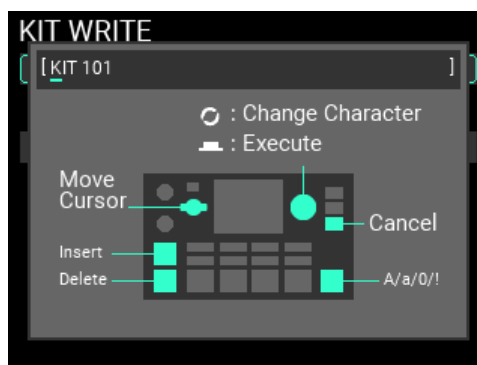 KIT WRITE
[KIT 101 ]
: Change Character
: Execute
Move
Cursor
Cancel
Insert
Delete
A/a/0/!